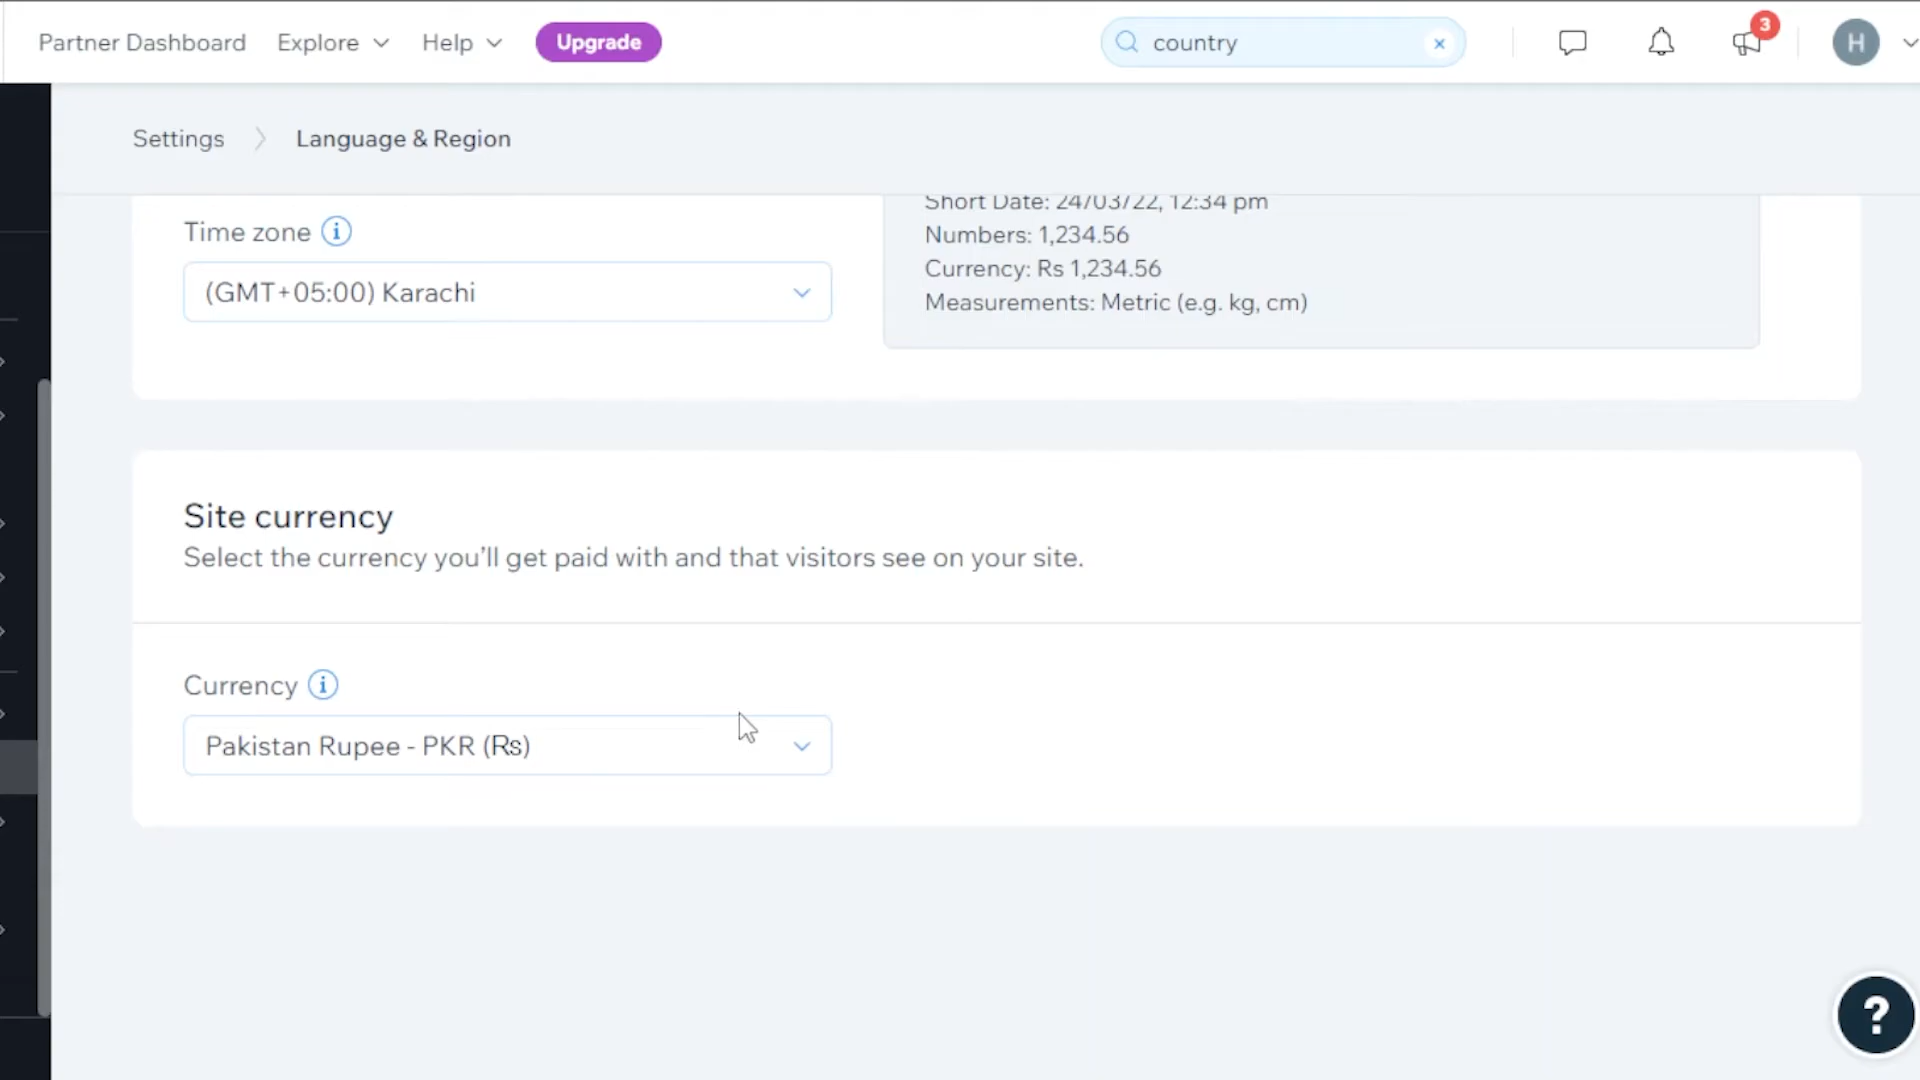 Partner Dashboard Explore Help Upgrade country 3 H
Settings Language & Region
Short Date: 24/03/22, 12:34 pm
Time zone
Numbers: 1,234.56
(GMT+05:00) Karachi
Currency: Rs 1,234.56
Measurements: Metric (e.g. kg, cm)
Site currency
Select the currency you'll get paid with and that visitors see on your site.
Currency
Pakistan Rupee - PKR (Rs)
?